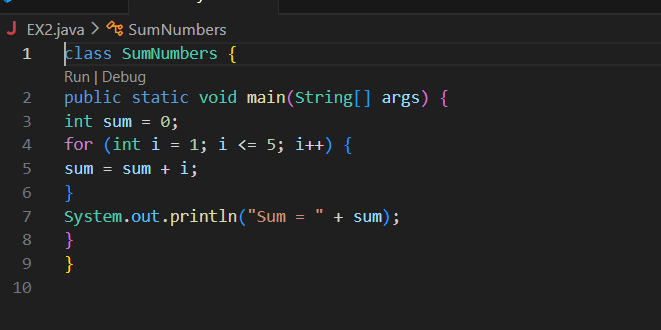 EX2.java > SumNumbers
1 class SumNumbers {
Run | Debug
2 public static void main(String[] args) {
3 int sum = 0;
4 for (int i = 1; i <= 5; i++) {
5 sum = sum + i;
6 }
7 System.out.println("Sum = " + sum);
8 }
9 }
10